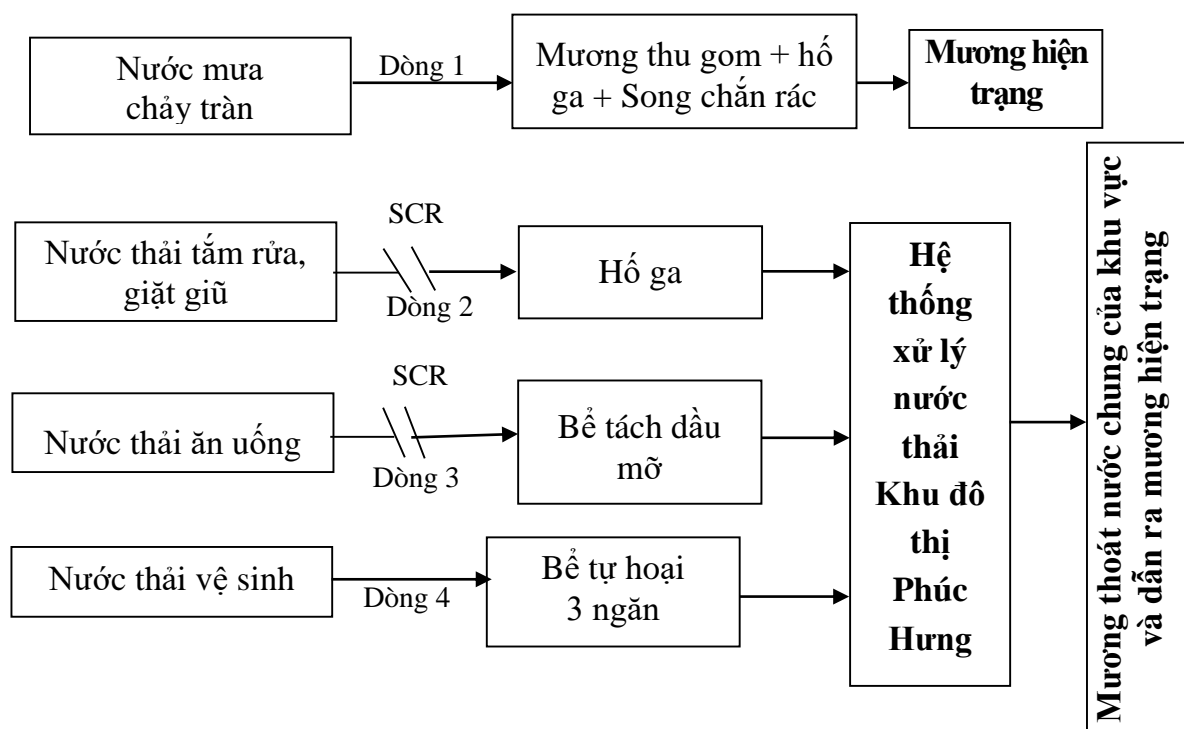 Nước mưa
chảy tràn
Dòng 1
Mương thu gom + hố
ga + Song chắn rác
Mương hiện
trạng
Nước thải tắm rửa,
giặt giũ
SCR
Dòng 2
Hố ga
Nước thải ăn uống
SCR
Dòng 3
Bể tách dầu
mỡ
Nước thải vệ sinh
Dòng 4
Bể tự hoại
3 ngăn
Hệ
thống
xử lý
nước
thải
Khu đô
thị
Phúc
Hưng
Mương thoát nước chung của khu vực
và dẫn ra mương hiện trạng